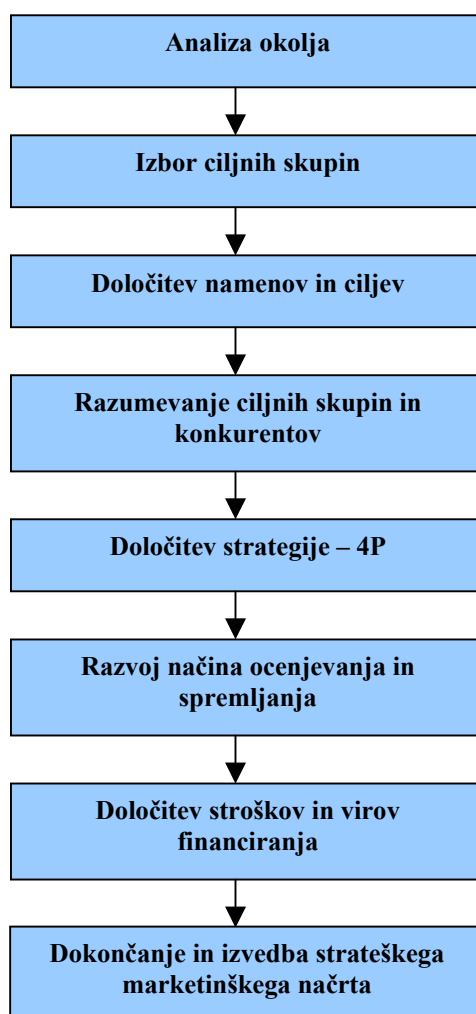 Analiza okolja
Izbor ciljnih skupin
Določitev namenov in ciljev
Razumevanje ciljnih skupin in
konkurentov
Določitev strategije – 4P
Razvoj načina ocenjevanja in
spremljanja
Določitev stroškov in virov
financiranja
Dokončanje in izvedba strateškega
marketinškega načrta